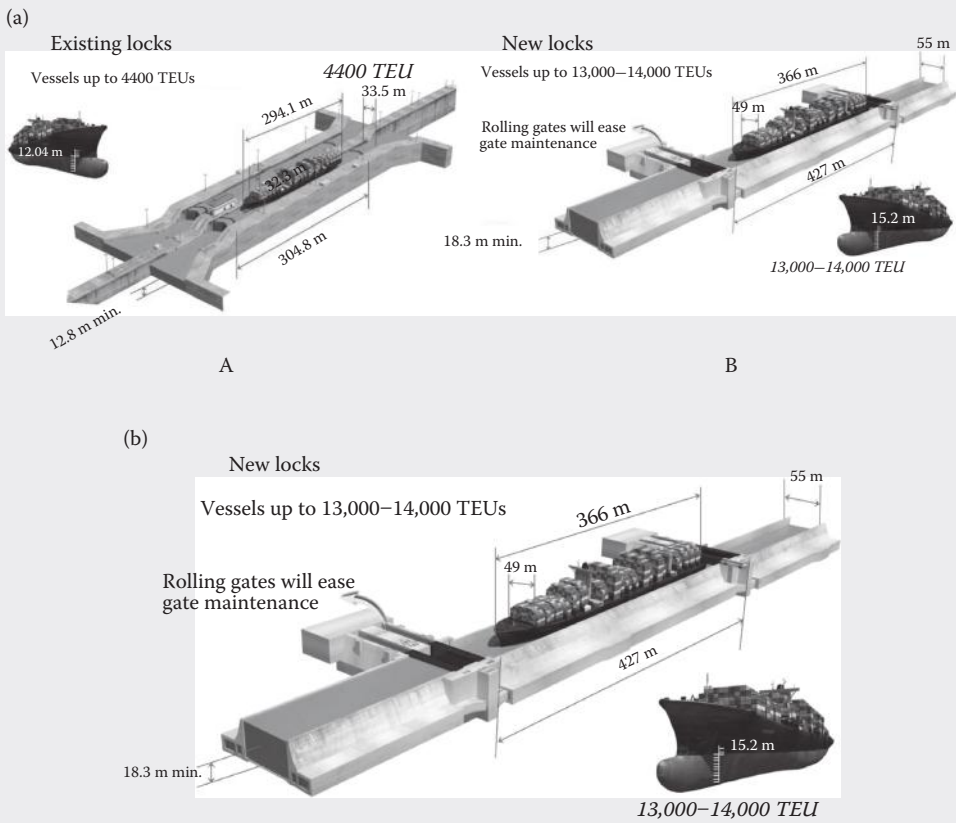 (a)
Existing locks
Vessels up to 4400 TEUs
4400 TEU
33.5 m
294.1 m
12.04 m
32.3 m
304.8 m
12.8 m min.
A
New locks
Vessels up to 13,000–14,000 TEUs
55 m
366 m
49 m
Rolling gates will ease
gate maintenance
427 m
15.2 m
18.3 m min.
13,000–14,000 TEU
B
(b)
New locks
Vessels up to 13,000–14,000 TEUs
55 m
366 m
49 m
Rolling gates will ease
gate maintenance
427 m
15.2 m
18.3 m min.
13,000–14,000 TEU